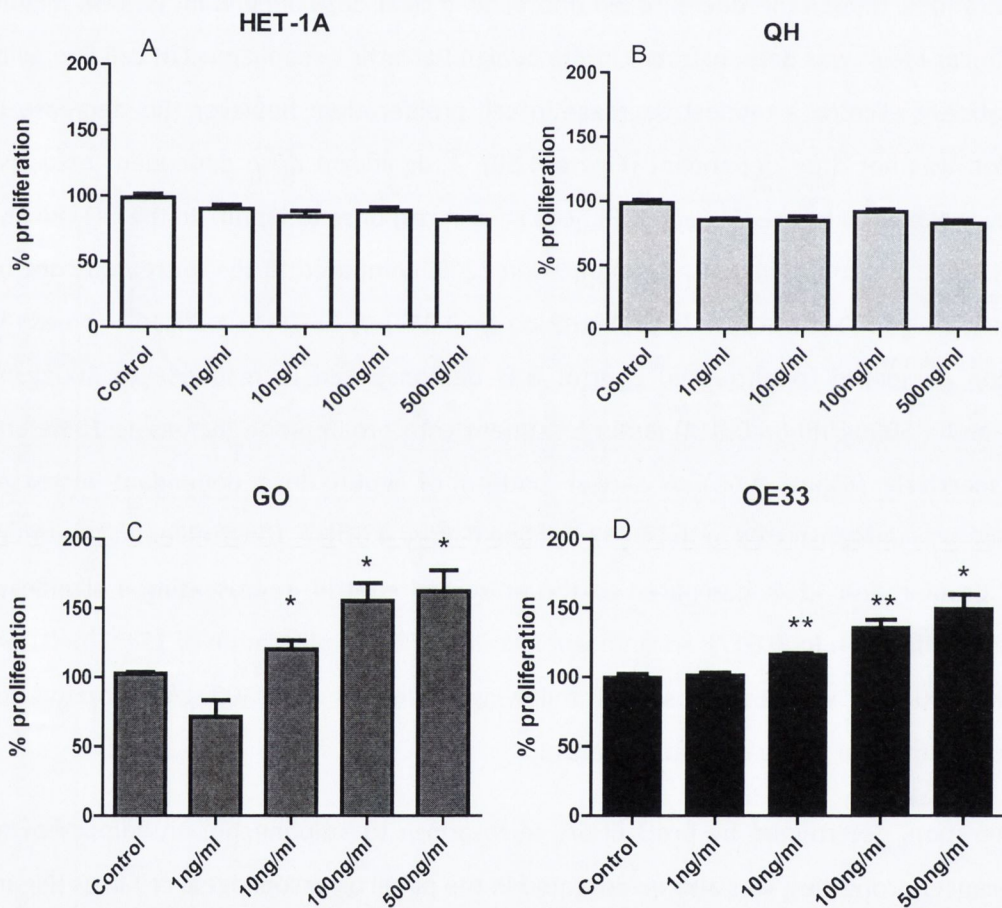 HET-1A
A
% proliferation
200
150
100
50
0
Control
1ng/ml
10ng/ml
100ng/ml
500ng/ml
QH
B
% proliferation
200
150
100
50
0
Control
1ng/ml
10ng/ml
100ng/ml
500ng/ml
GO
C
% proliferation
200
150
100
50
0
*
*
*
Control
1ng/ml
10ng/ml
100ng/ml
500ng/ml
OE33
D
% proliferation
200
150
100
50
0
**
**
*
Control
1ng/ml
10ng/ml
100ng/ml
500ng/ml